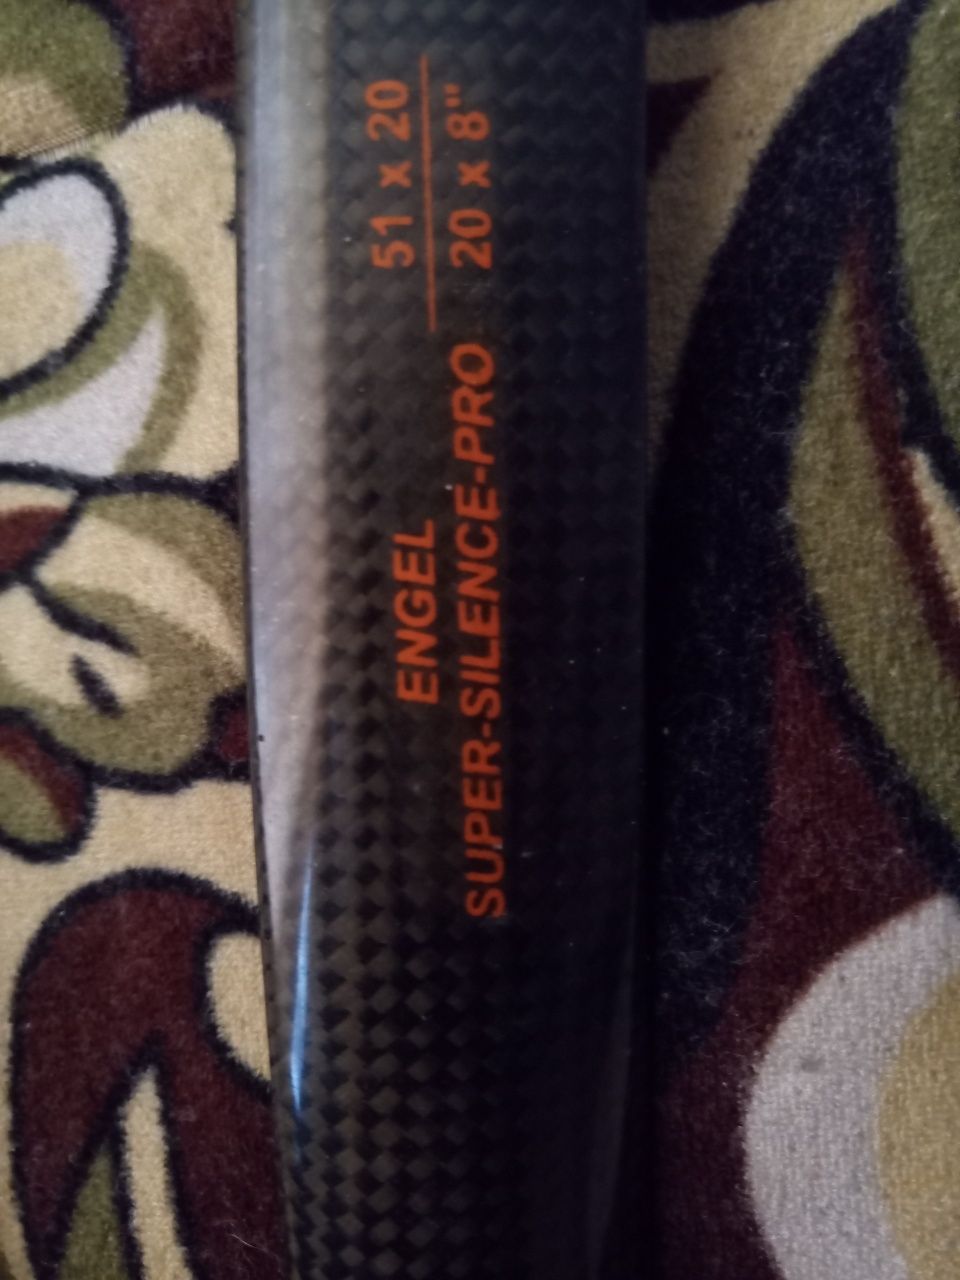 ENGEL
SUPER-SILENCE-PRO
51 x 20
20 x 8"